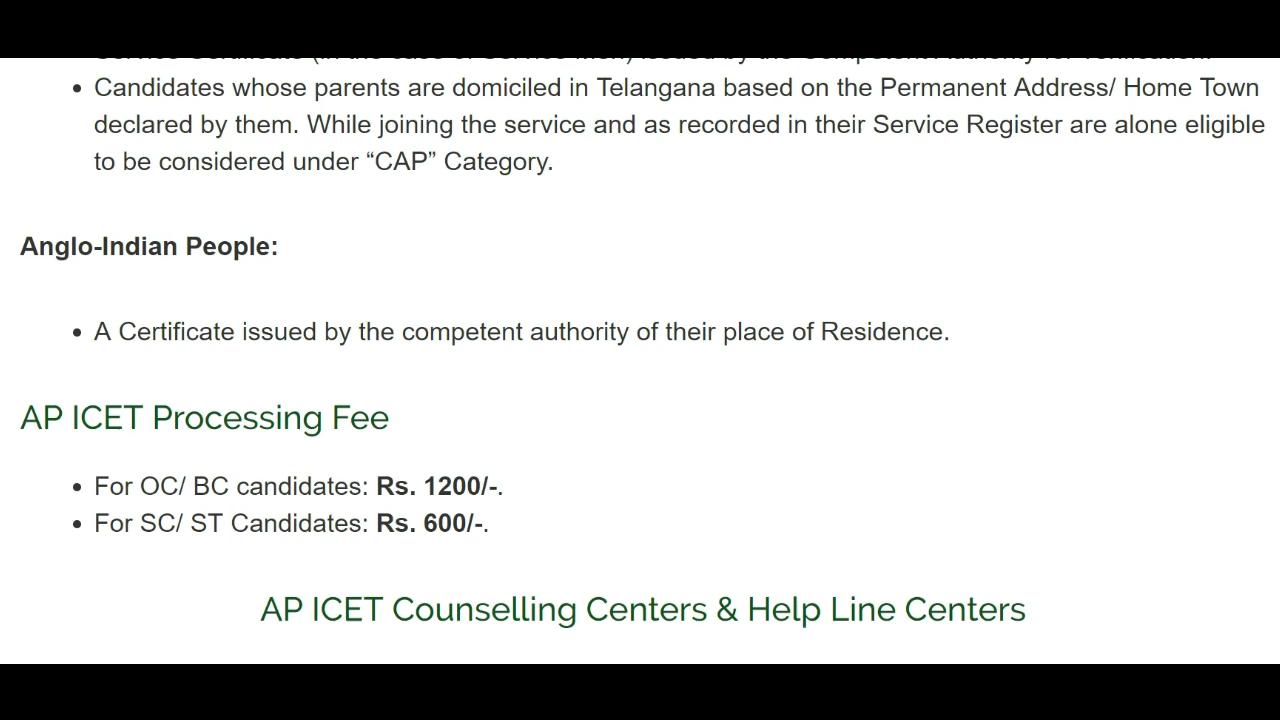 Candidates whose parents are domiciled in Telangana based on the Permanent Address/ Home Town
declared by them. While joining the service and as recorded in their Service Register are alone eligible
to be considered under “CAP” Category.
Anglo-Indian People:
A Certificate issued by the competent authority of their place of Residence.
AP ICET Processing Fee
For OC/ BC candidates: Rs. 1200/-.
For SC/ ST Candidates: Rs. 600/-.
AP ICET Counselling Centers & Help Line Centers